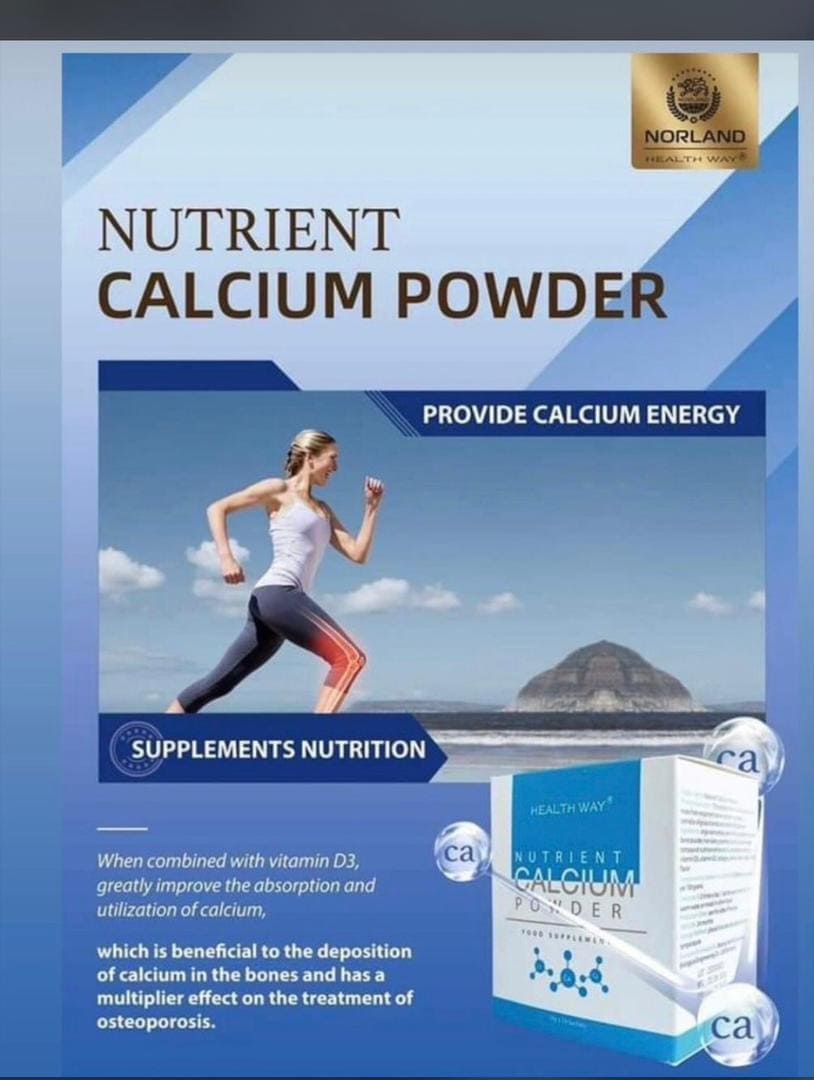 NORLAND
HEALTH WAY®
NUTRIENT
CALCIUM POWDER
PROVIDE CALCIUM ENERGY
SUPPLEMENTS NUTRITION
When combined with vitamin D3,
greatly improve the absorption and
utilization of calcium,
which is beneficial to the deposition
of calcium in the bones and has a
multiplier effect on the treatment of
osteoporosis.
ca
ca
ca
HEALTH WAY®
NUTRIENT
CALCIUM
POWDER
FOOD SUPPLEMENT